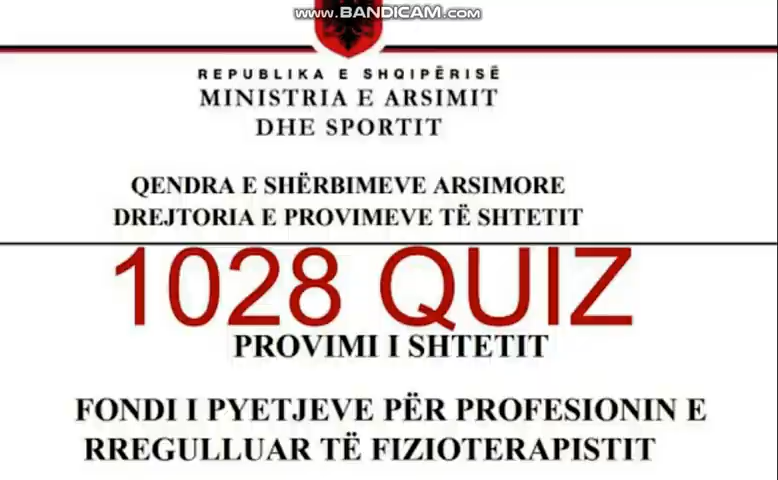 www.BANDICAM.com
REPUBLIKA E SHQIPËRISË
MINISTRIA E ARSIMIT
DHE SPORTIT
QENDRA E SHËRBIMEVE ARSIMORE
DREJTORIA E PROVIMEVE TË SHTETIT
1028 QUIZ
PROVIMI I SHTETIT
FONDI I PYETJEVE PËR PROFESIONIN E
RREGULLUAR TË FIZIOTERAPISTIT